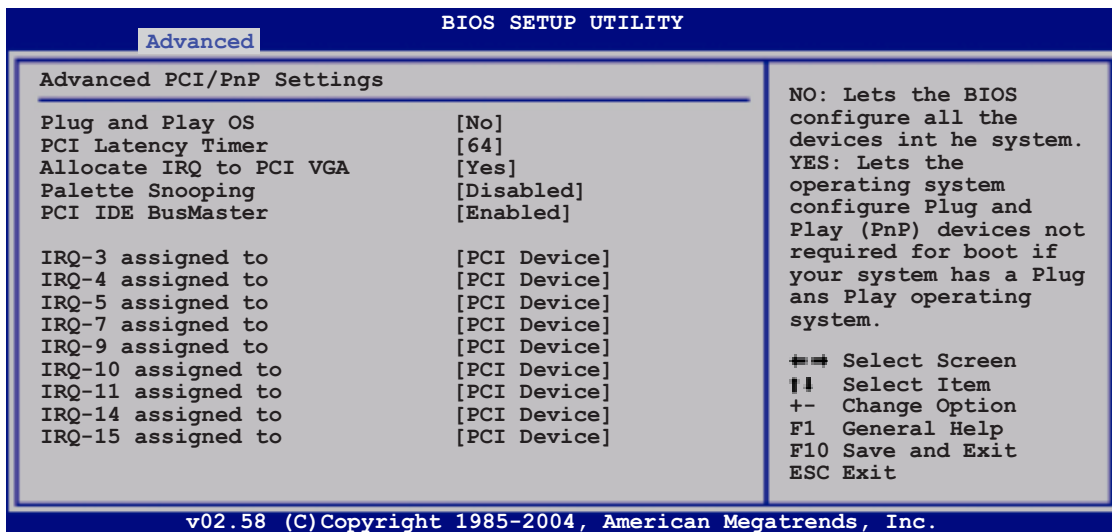 BIOS SETUP UTILITY
Advanced
Advanced PCI/PnP Settings
Plug and Play OS [No]
PCI Latency Timer [64]
Allocate IRQ to PCI VGA [Yes]
Palette Snooping [Disabled]
PCI IDE BusMaster [Enabled]
IRQ-3 assigned to [PCI Device]
IRQ-4 assigned to [PCI Device]
IRQ-5 assigned to [PCI Device]
IRQ-7 assigned to [PCI Device]
IRQ-9 assigned to [PCI Device]
IRQ-10 assigned to [PCI Device]
IRQ-11 assigned to [PCI Device]
IRQ-14 assigned to [PCI Device]
IRQ-15 assigned to [PCI Device]
NO: Lets the BIOS
configure all the
devices int he system.
YES: Lets the
operating system
configure Plug and
Play (PnP) devices not
required for boot if
your system has a Plug
ans Play operating
system.
←→ Select Screen
↑↓ Select Item
+- Change Option
F1 General Help
F10 Save and Exit
ESC Exit
v02.58 (C)Copyright 1985-2004, American Megatrends, Inc.